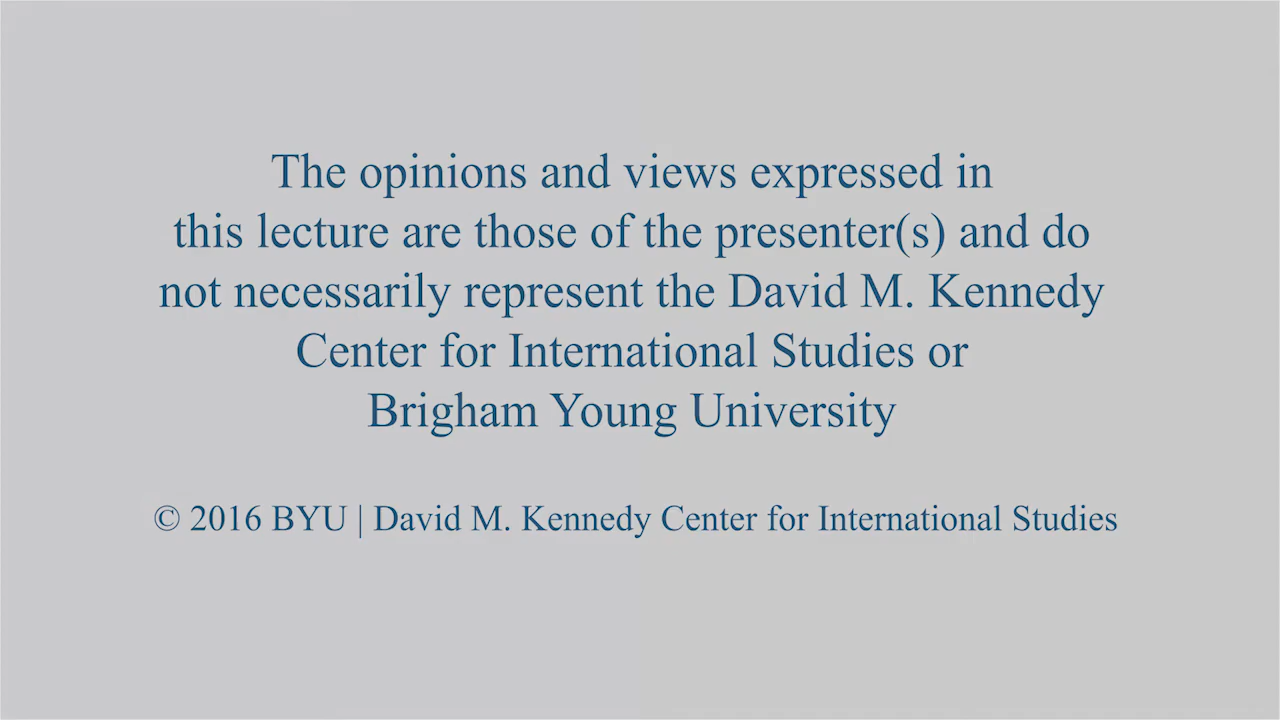 The opinions and views expressed in
this lecture are those of the presenter(s) and do
not necessarily represent the David M. Kennedy
Center for International Studies or
Brigham Young University
© 2016 BYU | David M. Kennedy Center for International Studies